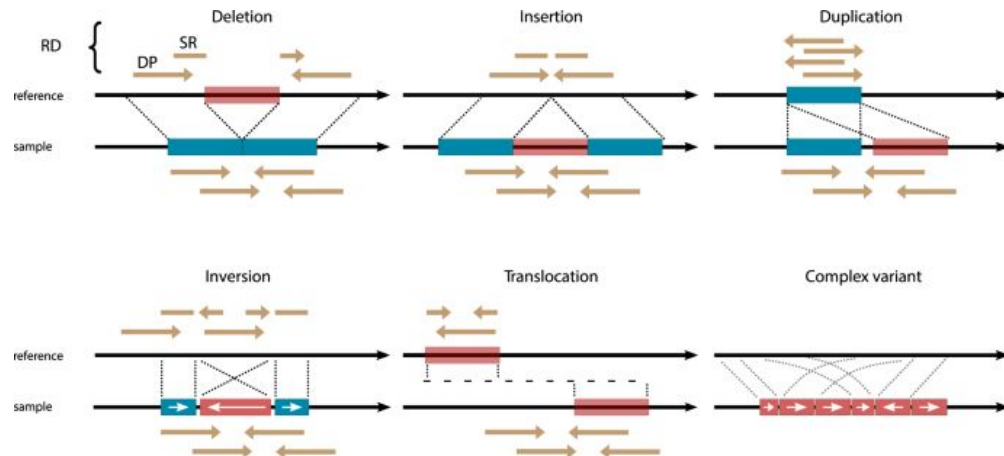 Deletion
Insertion
Duplication
RD
SR
DP
reference
sample
Inversion
Translocation
Complex variant
reference
sample